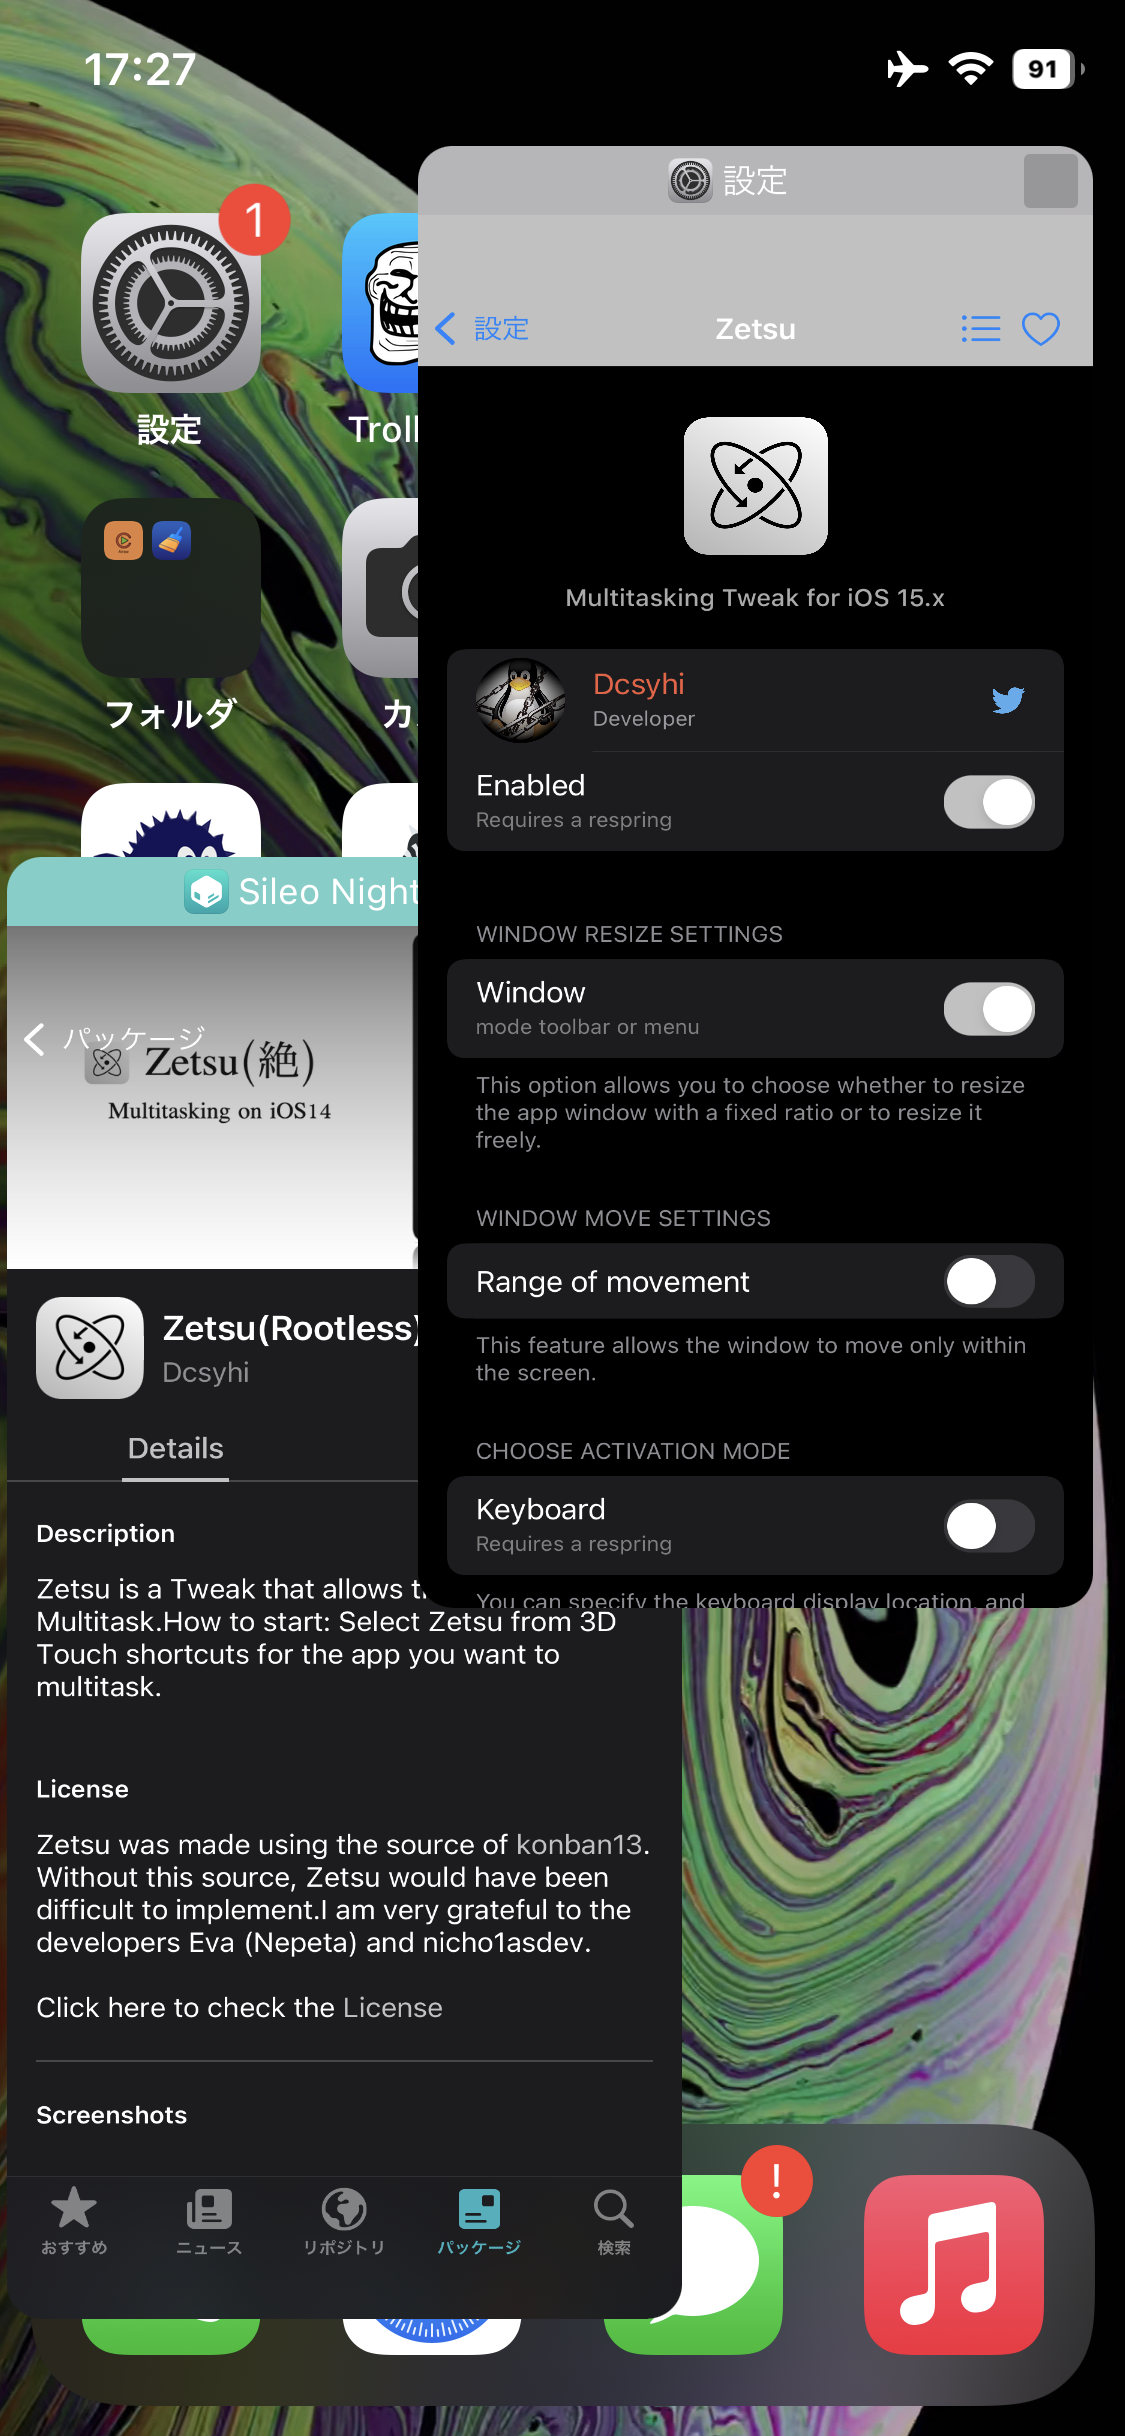 17:27
91
1
設定
設定
Troll
フォルダ
カ
設定
Zetsu
Multitasking Tweak for iOS 15.x
Dcsyhi
Developer
Enabled
Requires a respring
WINDOW RESIZE SETTINGS
Window
mode toolbar or menu
This option allows you to choose whether to resize
the app window with a fixed ratio or to resize it
freely.
WINDOW MOVE SETTINGS
Range of movement
This feature allows the window to move only within
the screen.
CHOOSE ACTIVATION MODE
Keyboard
Requires a respring
You can specify the keyboard display location, and
Sileo Night
パッケージ
Zetsu(絶)
Multitasking on iOS14
Zetsu(Rootless)
Dcsyhi
Details
Description
Zetsu is a Tweak that allows
Multitask.How to start: Select Zetsu from 3D
Touch shortcuts for the app you want to
multitask.
License
Zetsu was made using the source of konban13.
Without this source, Zetsu would have been
difficult to implement.I am very grateful to the
developers Eva (Nepeta) and nicho1asdev.
Click here to check the License
Screenshots
おすすめ
ニュース
リポジトリ
パッケージ
検索
!